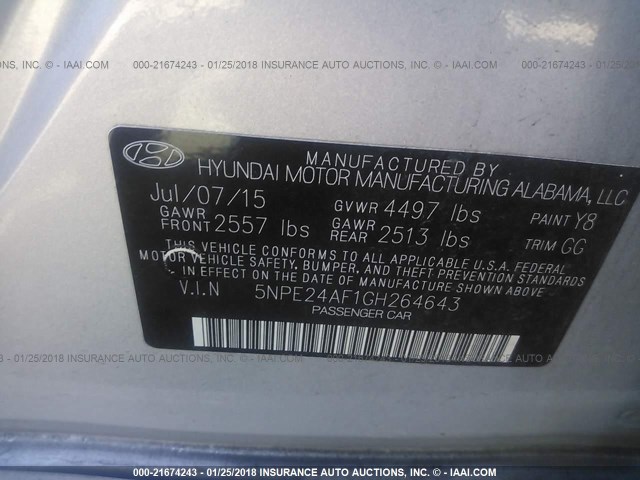 INSURANCE AUTO AUCTIONS, INC. - IAAI.COM 000-21674243 - 01/25/2018 INSURANCE AUTO AUCTIONS, INC. - IAAI.COM 000-21674243 - 01/25/2018
MANUFACTURED BY
HYUNDAI MOTOR MANUFACTURING ALABAMA, LLC
Jul/07/15 GVWR 4497 lbs PAINT Y8
GAWR FRONT 2557 lbs GAWR REAR 2513 lbs TRIM GG
THIS VEHICLE CONFORMS TO ALL APPLICABLE U.S.A. FEDERAL
MOTOR VEHICLE SAFETY, BUMPER, AND THEFT PREVENTION STANDARDS
IN EFFECT ON THE DATE OF MANUFACTURE SHOWN ABOVE.
V.I.N 5NPE24AF1GH264643
PASSENGER CAR
000-21674243 - 01/25/2018 INSURANCE AUTO AUCTIONS, INC. - IAAI.COM